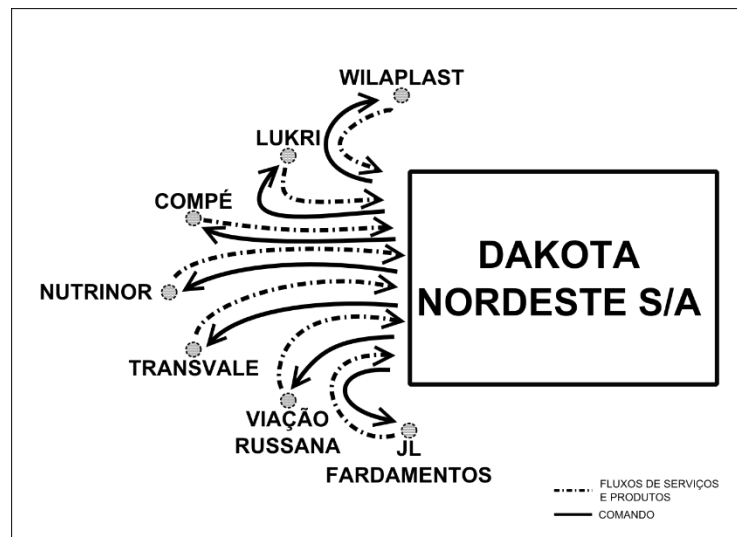 WILAPLAST
LUKRI
COMPÉ
NUTRINOR
TRANSVALE
VIAÇÃO
RUSSANA
JL
FARDAMENTOS
DAKOTA
NORDESTE S/A
FLUXOS DE SERVIÇOS
E PRODUTOS
COMANDO